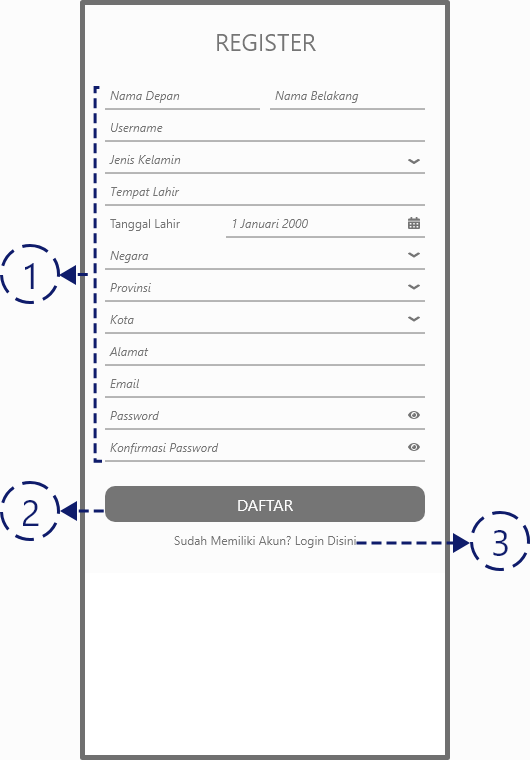 REGISTER
Nama Depan Nama Belakang
Username
Jenis Kelamin
Tempat Lahir
Tanggal Lahir 1 Januari 2000
Negara
1
Provinsi
Kota
Alamat
Email
Password
Konfirmasi Password
2 DAFTAR
Sudah Memiliki Akun? Login Disini 3